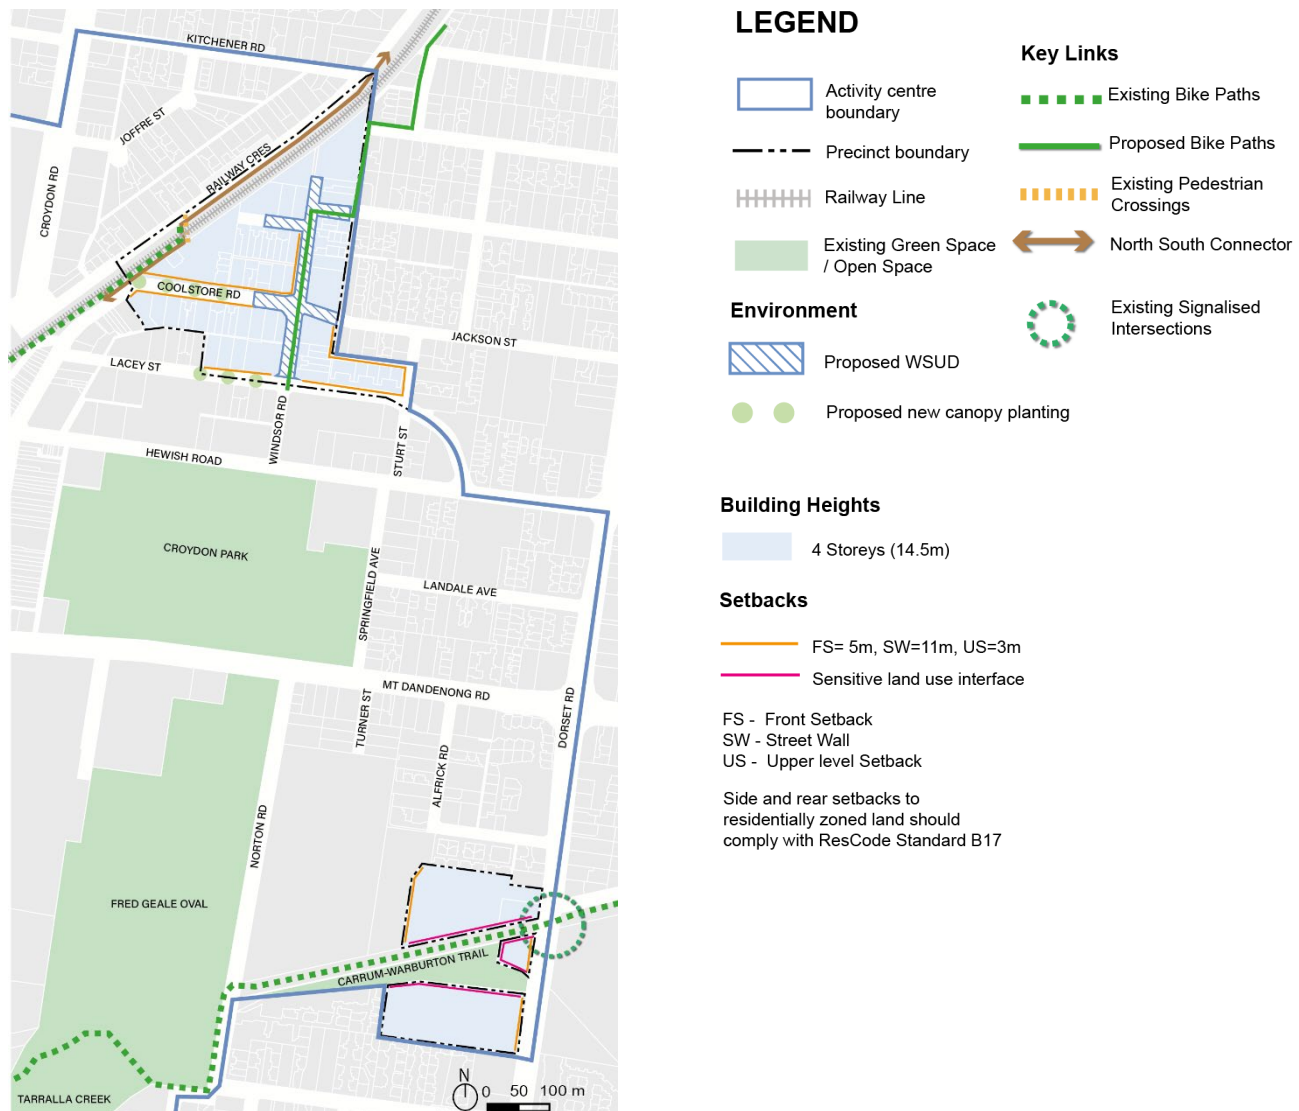 KITCHENER RD
JOFFRE ST
RAILWAY CRES
CROYDON RD
COOLSTORE RD
JACKSON ST
LACEY ST
WINDSOR RD
STURT ST
HEWISH ROAD
CROYDON PARK
SPRINGFIELD AVE
LANDALE AVE
MT DANDENONG RD
TURNER ST
DORSET RD
ALFRICK RD
NORTON RD
FRED GEALE OVAL
CARRUM-WARBURTON TRAIL
TARRALLA CREEK
N
0 50 100 m
LEGEND
Activity centre
boundary
Precinct boundary
Railway Line
Existing Green Space
/ Open Space
Environment
Proposed WSUD
Proposed new canopy planting
Key Links
Existing Bike Paths
Proposed Bike Paths
Existing Pedestrian
Crossings
North South Connector
Existing Signalised
Intersections
Building Heights
4 Storeys (14.5m)
Setbacks
FS= 5m, SW=11m, US=3m
Sensitive land use interface
FS - Front Setback
SW - Street Wall
US - Upper level Setback
Side and rear setbacks to
residentially zoned land should
comply with ResCode Standard B17